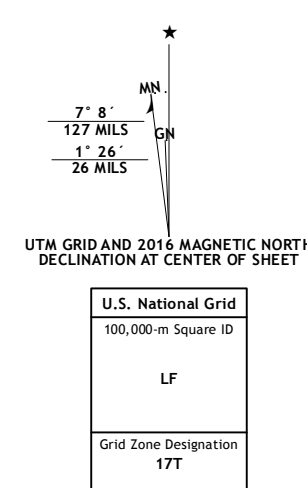 ★
MN
7° 8´
127 MILS
GN
1° 26´
26 MILS
UTM GRID AND 2016 MAGNETIC NORTH
DECLINATION AT CENTER OF SHEET
U.S. National Grid
100,000-m Square ID
LF
Grid Zone Designation
17T